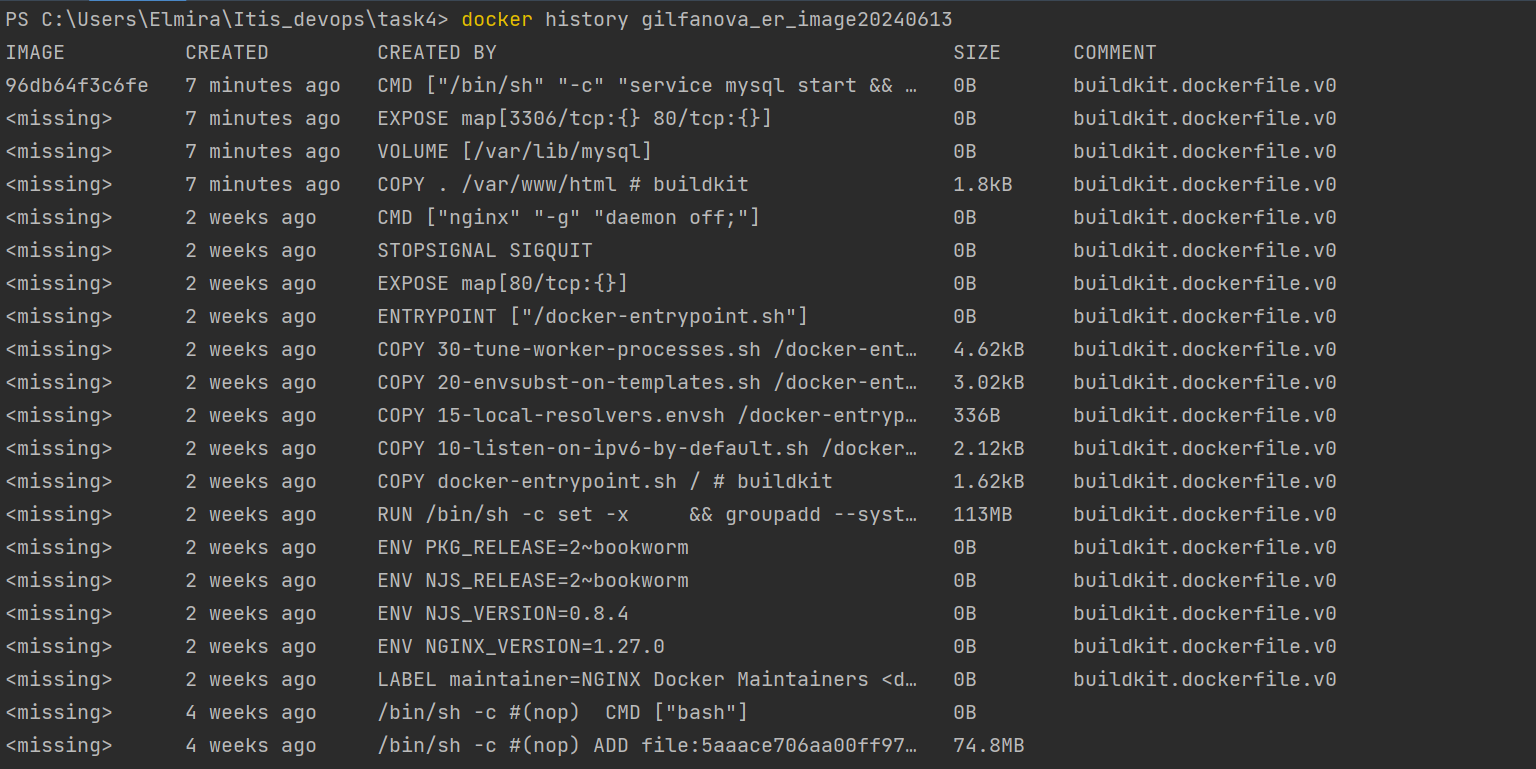 PS C:\Users\Elmira\Itis_devops\task4> docker history gilfanova_er_image20240613
IMAGE CREATED CREATED BY SIZE COMMENT
96db64f3c6fe 7 minutes ago CMD ["/bin/sh" "-c" "service mysql start && … 0B buildkit.dockerfile.v0
<missing> 7 minutes ago EXPOSE map[3306/tcp:{} 80/tcp:{}] 0B buildkit.dockerfile.v0
<missing> 7 minutes ago VOLUME [/var/lib/mysql] 0B buildkit.dockerfile.v0
<missing> 7 minutes ago COPY . /var/www/html # buildkit 1.8kB buildkit.dockerfile.v0
<missing> 2 weeks ago CMD ["nginx" "-g" "daemon off;"] 0B buildkit.dockerfile.v0
<missing> 2 weeks ago STOPSIGNAL SIGQUIT 0B buildkit.dockerfile.v0
<missing> 2 weeks ago EXPOSE map[80/tcp:{}] 0B buildkit.dockerfile.v0
<missing> 2 weeks ago ENTRYPOINT ["/docker-entrypoint.sh"] 0B buildkit.dockerfile.v0
<missing> 2 weeks ago COPY 30-tune-worker-processes.sh /docker-ent… 4.62kB buildkit.dockerfile.v0
<missing> 2 weeks ago COPY 20-envsubst-on-templates.sh /docker-ent… 3.02kB buildkit.dockerfile.v0
<missing> 2 weeks ago COPY 15-local-resolvers.envsh /docker-entryp… 336B buildkit.dockerfile.v0
<missing> 2 weeks ago COPY 10-listen-on-ipv6-by-default.sh /docker… 2.12kB buildkit.dockerfile.v0
<missing> 2 weeks ago COPY docker-entrypoint.sh / # buildkit 1.62kB buildkit.dockerfile.v0
<missing> 2 weeks ago RUN /bin/sh -c set -x && groupadd --syst… 113MB buildkit.dockerfile.v0
<missing> 2 weeks ago ENV PKG_RELEASE=2~bookworm 0B buildkit.dockerfile.v0
<missing> 2 weeks ago ENV NJS_RELEASE=2~bookworm 0B buildkit.dockerfile.v0
<missing> 2 weeks ago ENV NJS_VERSION=0.8.4 0B buildkit.dockerfile.v0
<missing> 2 weeks ago ENV NGINX_VERSION=1.27.0 0B buildkit.dockerfile.v0
<missing> 2 weeks ago LABEL maintainer=NGINX Docker Maintainers <d… 0B buildkit.dockerfile.v0
<missing> 4 weeks ago /bin/sh -c #(nop) CMD ["bash"] 0B
<missing> 4 weeks ago /bin/sh -c #(nop) ADD file:5aaace706aa00ff97… 74.8MB